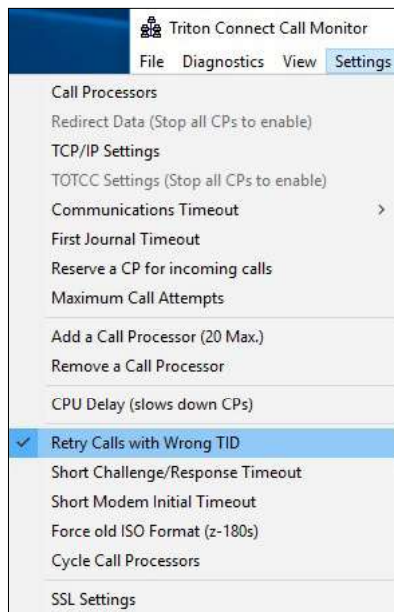 Triton Connect Call Monitor
File Diagnostics View Settings
Call Processors
Redirect Data (Stop all CPs to enable)
TCP/IP Settings
TOTCC Settings (Stop all CPs to enable)
Communications Timeout >
First Journal Timeout
Reserve a CP for incoming calls
Maximum Call Attempts
Add a Call Processor (20 Max.)
Remove a Call Processor
CPU Delay (slows down CPs)
Retry Calls with Wrong TID
Short Challenge/Response Timeout
Short Modem Initial Timeout
Force old ISO Format (z-180s)
Cycle Call Processors
SSL Settings